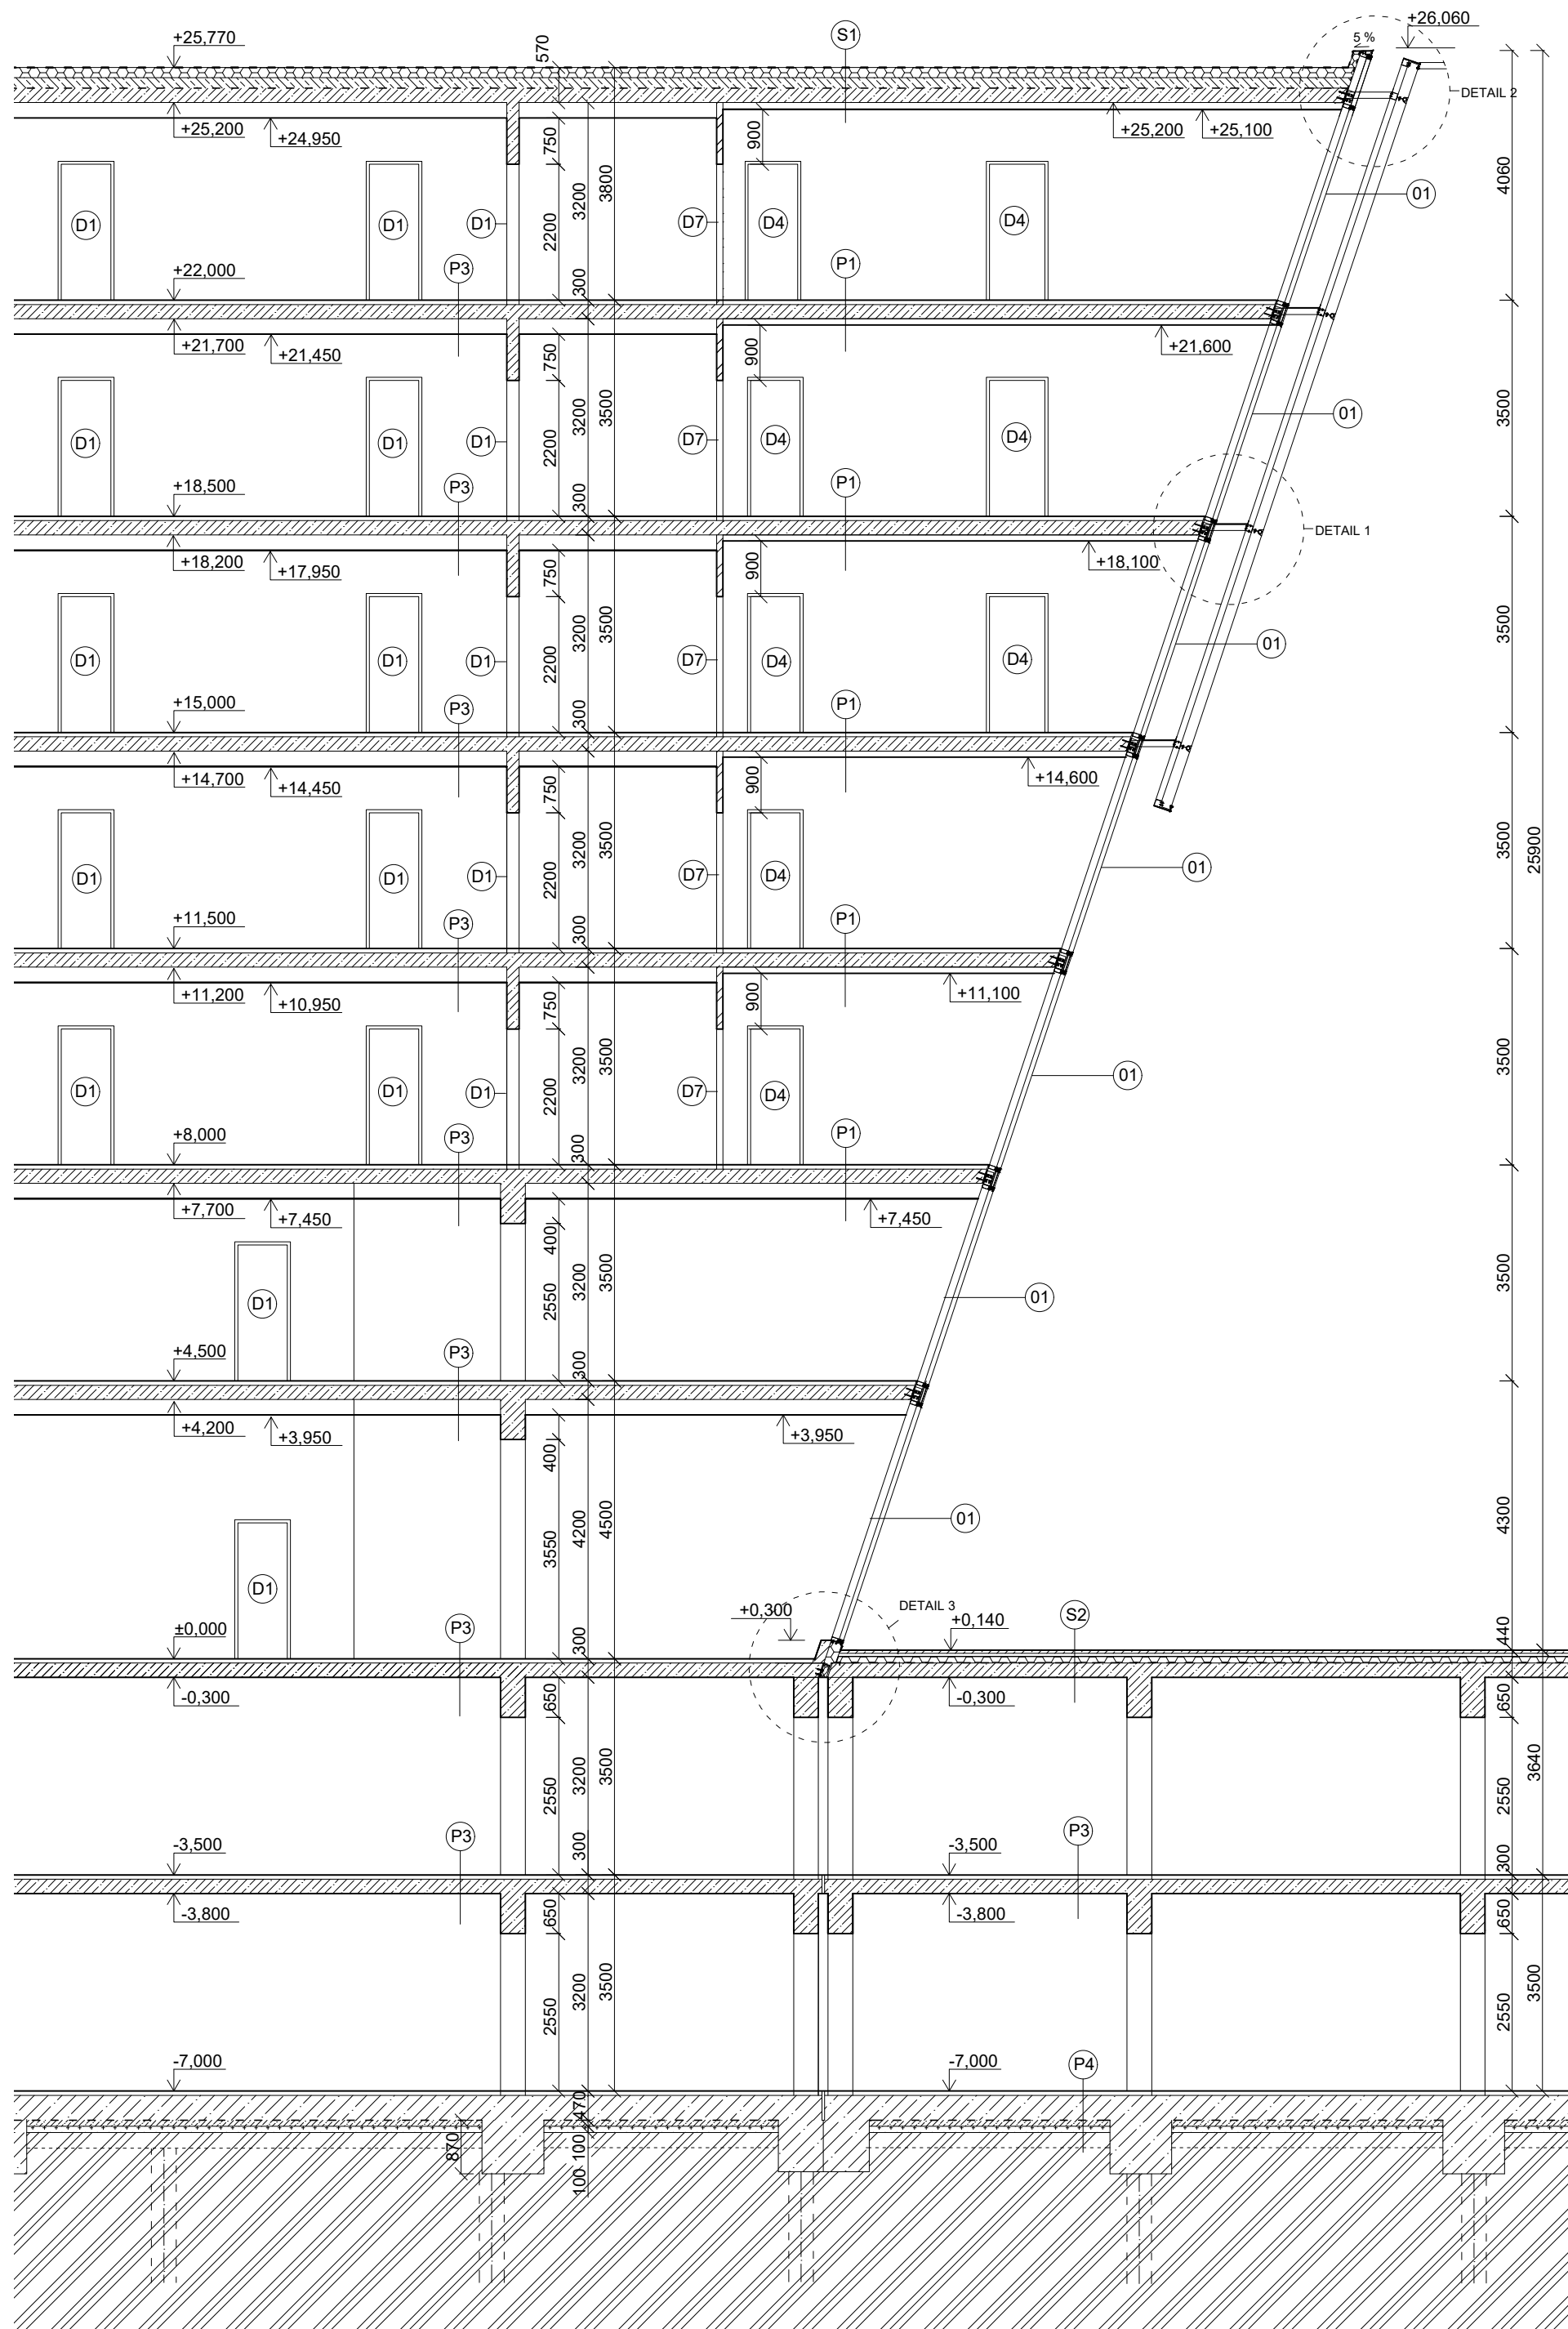 +25,770
570
S1
5 %
+26,060
DETAIL 2
+25,200
+24,950
750
900
+25,200
+25,100
3200
3800
4060
01
D1
D1
D1
2200
D7
D4
D4
P3
P1
+22,000
300
+21,700
+21,450
750
900
+21,600
01
3200
3500
3500
D1
D1
D1
2200
D7
D4
D4
P3
P1
+18,500
300
DETAIL 1
+18,200
+17,950
750
900
+18,100
3200
3500
3500
01
D1
D1
D1
2200
D7
D4
D4
P3
P1
+15,000
300
+14,700
+14,450
750
900
+14,600
3200
3500
3500
25900
01
D1
D1
D1
2200
D7
D4
P3
P1
+11,500
300
+11,200
+10,950
750
900
+11,100
3200
3500
3500
01
D1
D1
D1
2200
D7
D4
P3
P1
+8,000
300
+7,700
+7,450
+7,450
400
3200
3500
3500
D1
2550
01
P3
+4,500
300
+4,200
+3,950
+3,950
400
01
4200
4500
4300
3550
D1
P3
±0,000
300
+0,300
DETAIL 3
+0,140
S2
440
-0,300
650
-0,300
650
3200
3500
3640
2550
2550
P3
P3
-3,500
300
-3,500
300
-3,800
650
-3,800
650
3200
3500
3500
2550
2550
-7,000
-7,000
P4
470
870
100
100